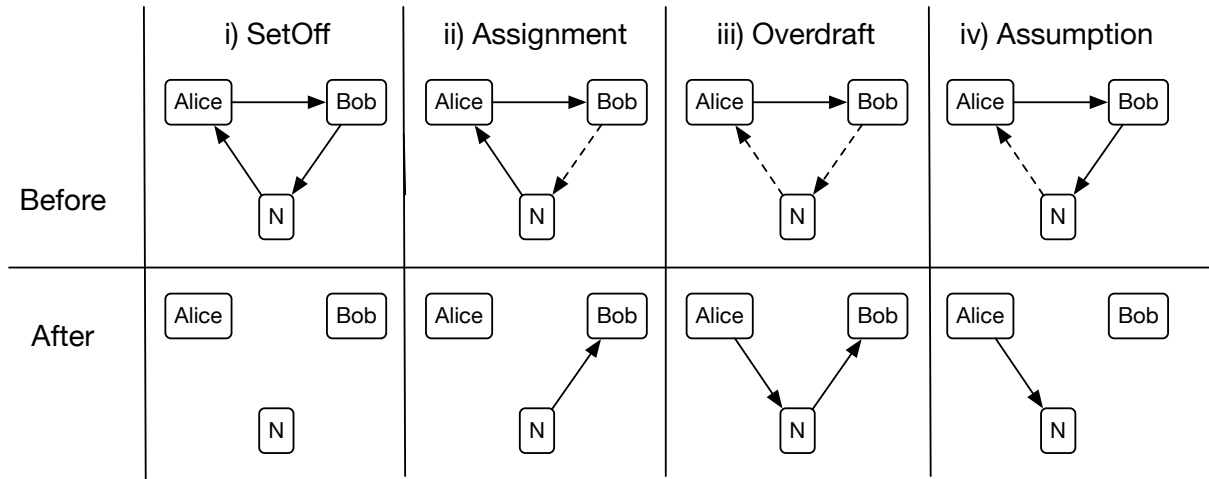 i) SetOff ii) Assignment iii) Overdraft iv) Assumption
Alice Bob Alice Bob Alice Bob Alice Bob
Before
N N N N
Alice Bob Alice Bob Alice Bob Alice Bob
After
N N N N